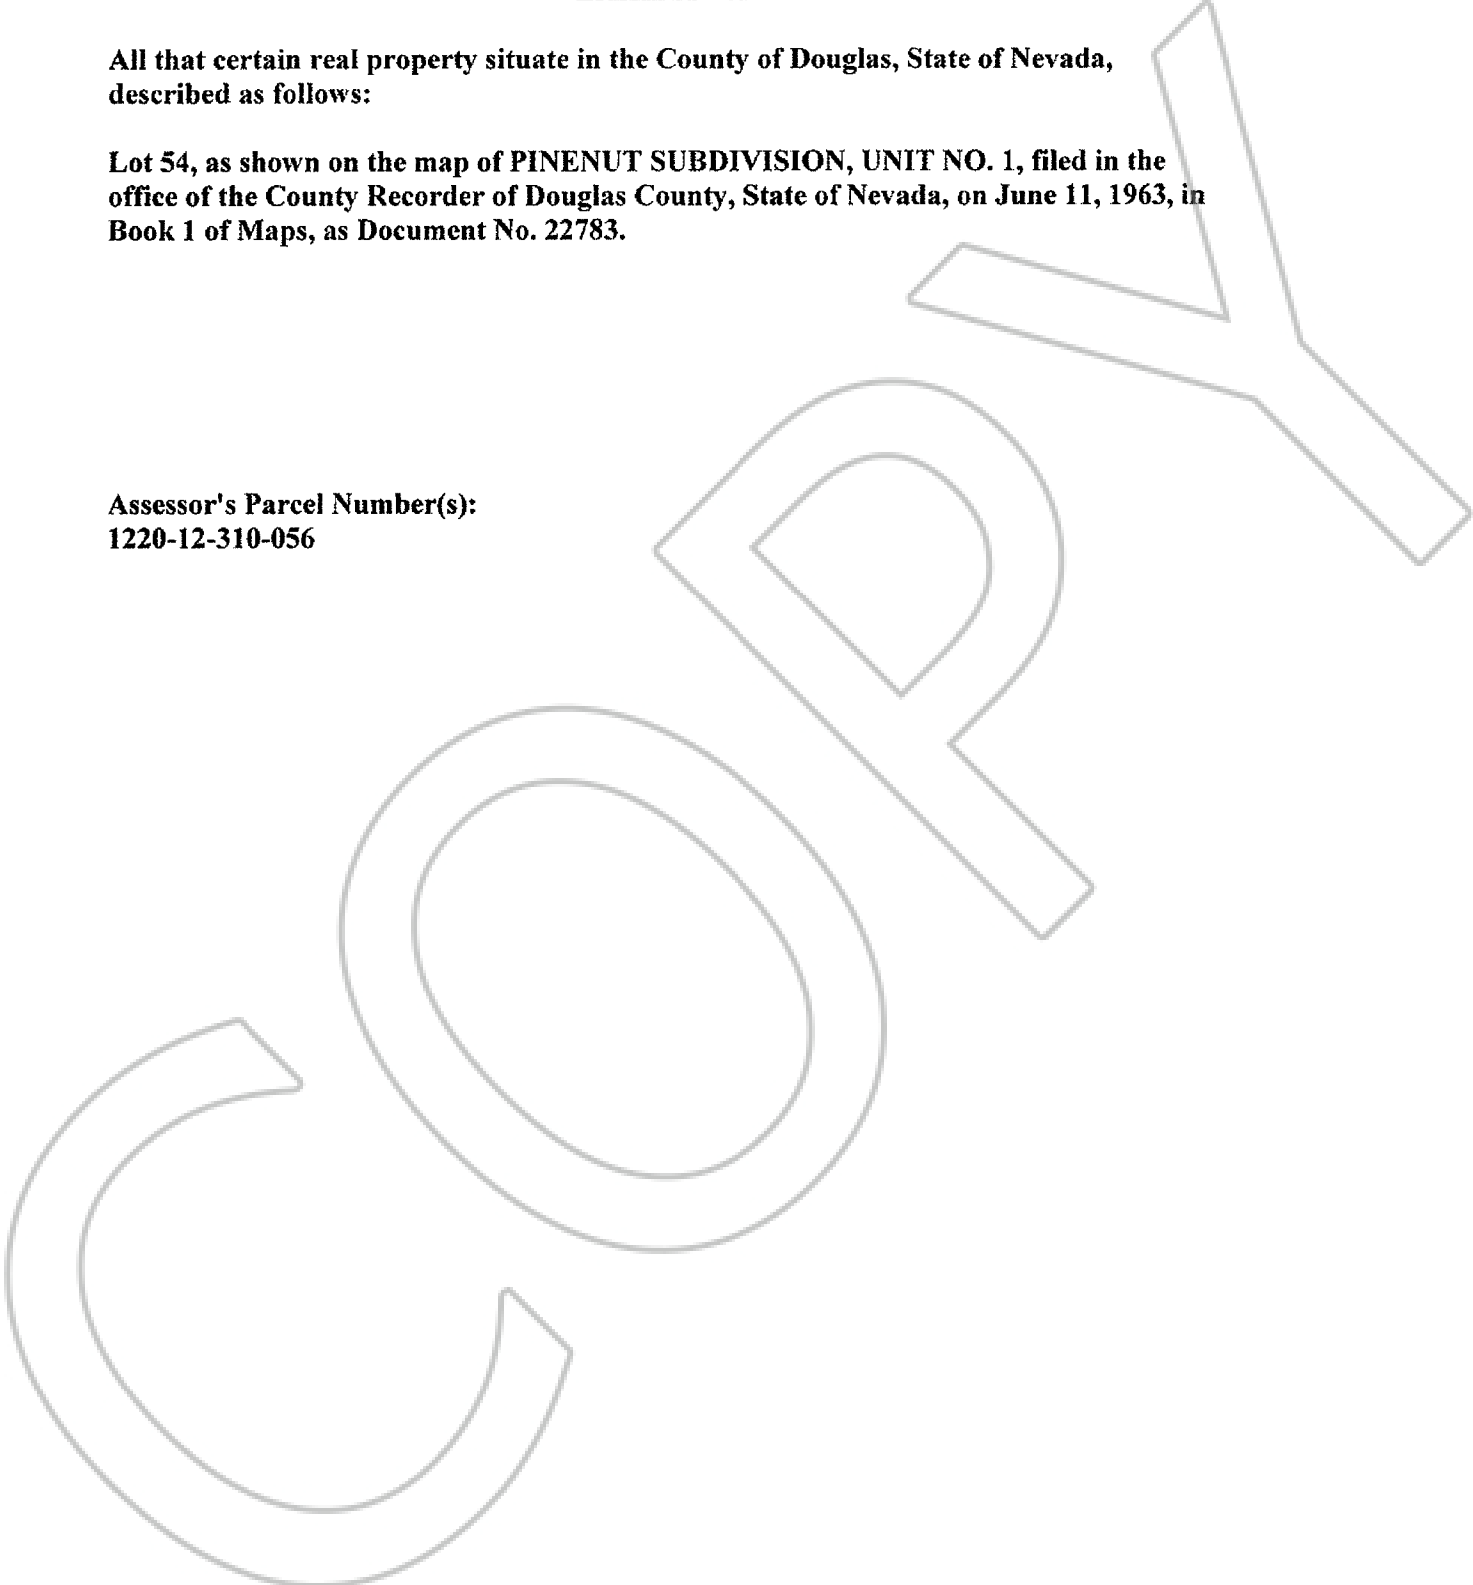 All that certain real property situate in the County of Douglas, State of Nevada,
described as follows:
Lot 54, as shown on the map of PINENUT SUBDIVISION, UNIT NO. 1, filed in the
office of the County Recorder of Douglas County, State of Nevada, on June 11, 1963, in
Book 1 of Maps, as Document No. 22783.
Assessor's Parcel Number(s):
1220-12-310-056
COPY